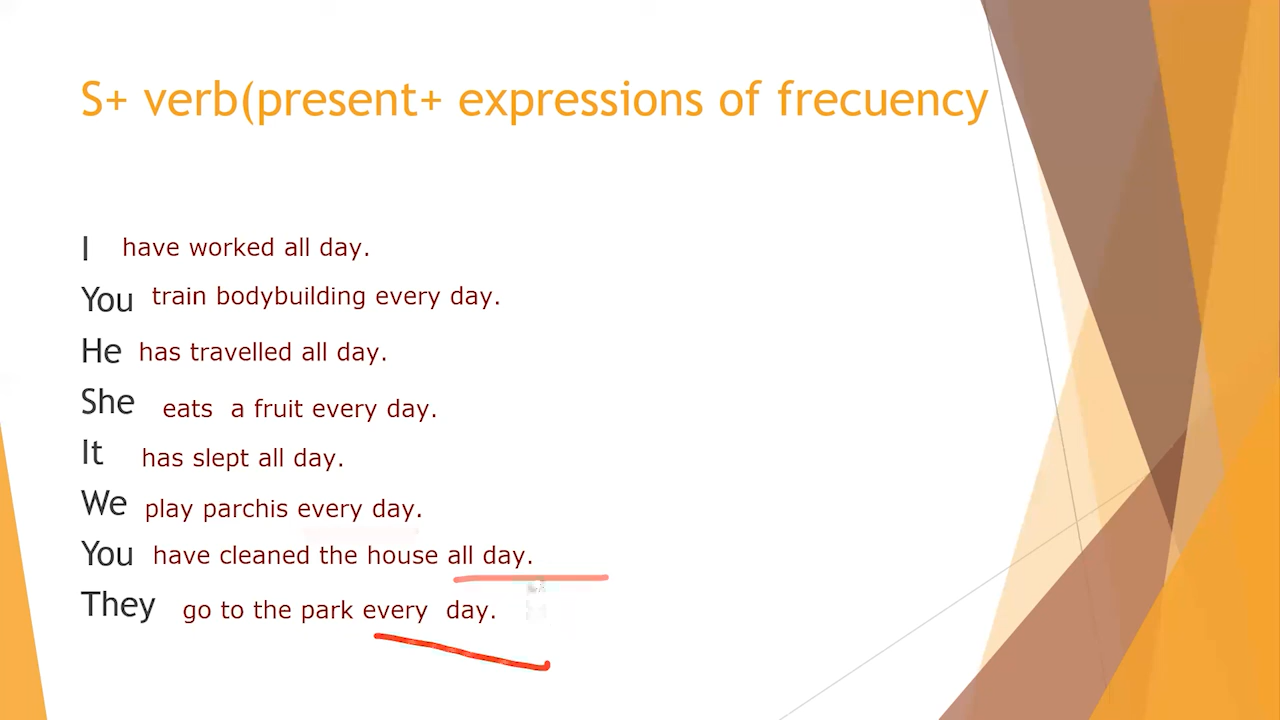 S+ verb(present+ expressions of frecuency
I have worked all day.
You train bodybuilding every day.
He has travelled all day.
She eats a fruit every day.
It has slept all day.
We play parchis every day.
You have cleaned the house all day.
They go to the park every day.